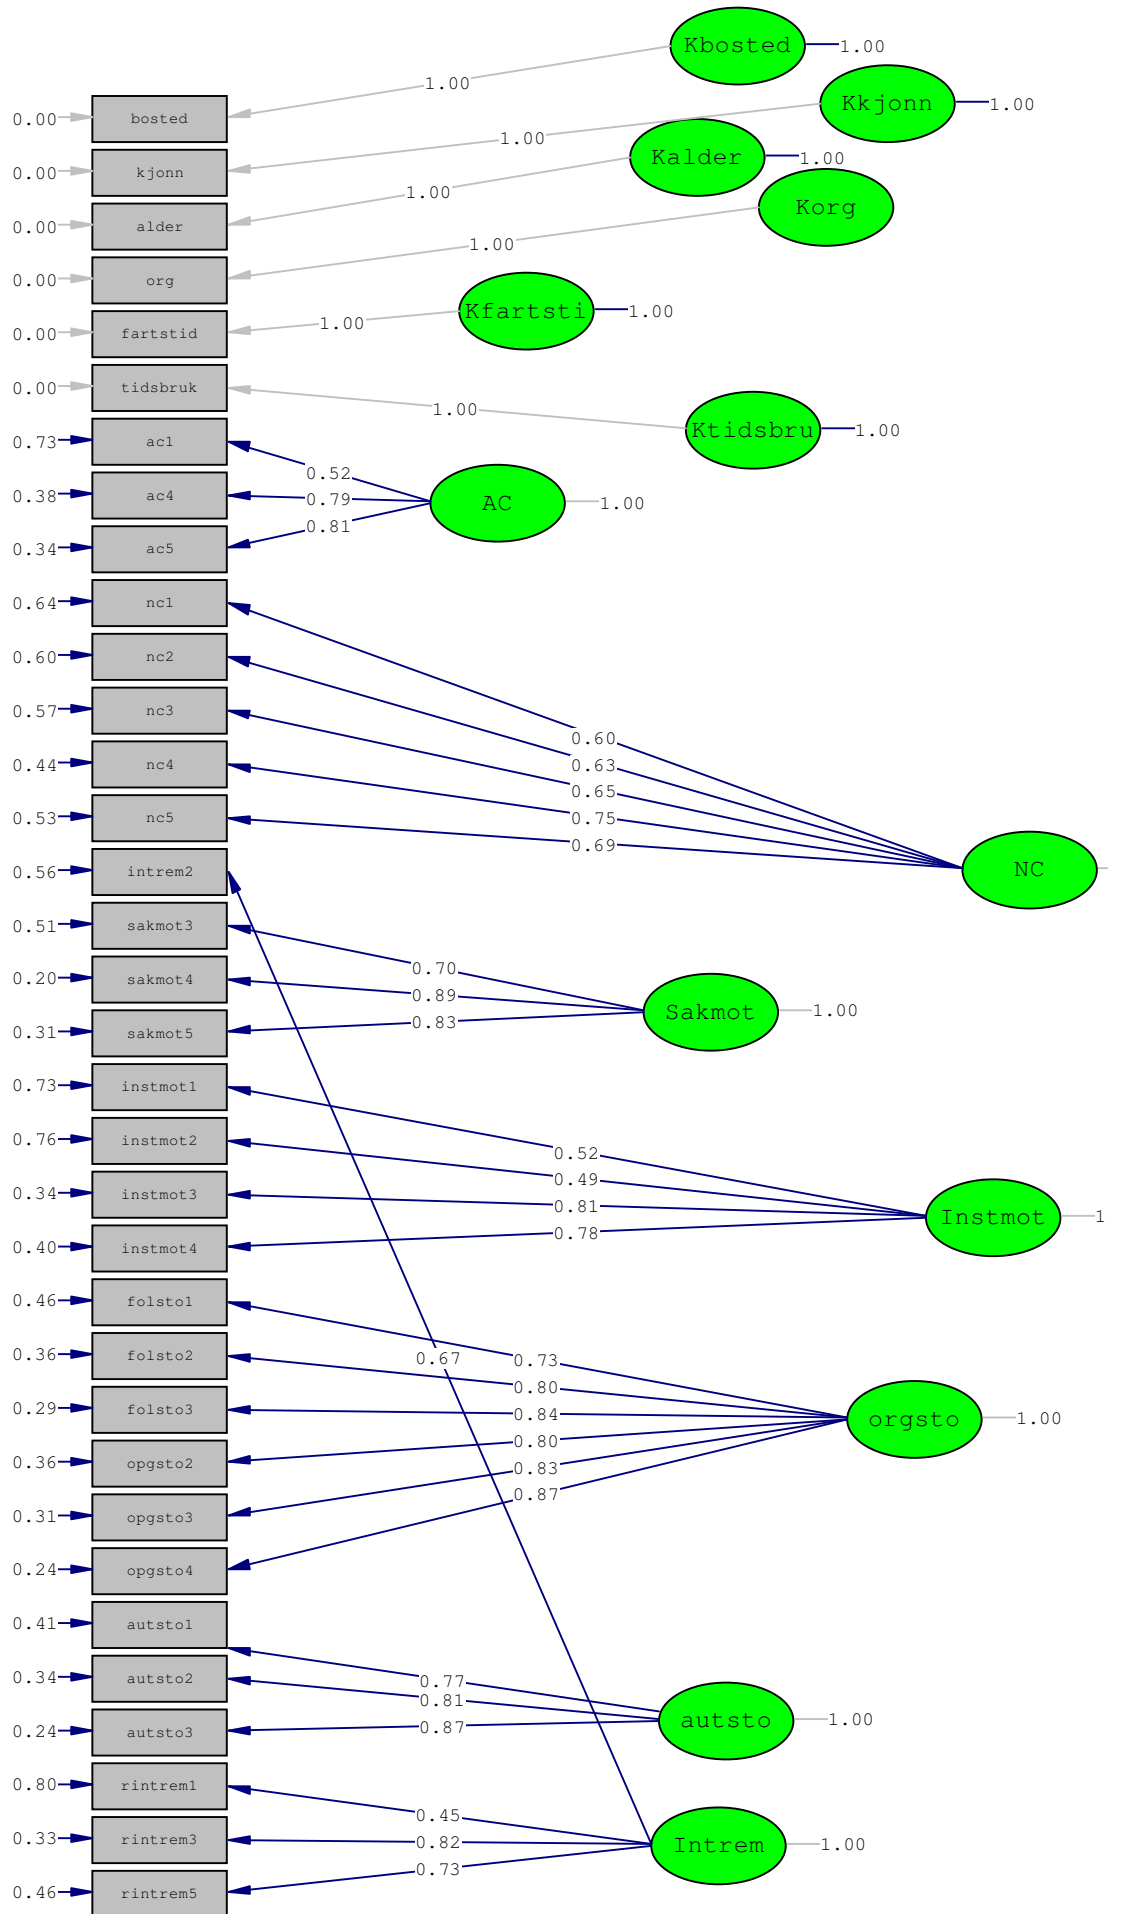 Kbosted 1.00
1.00
0.00 bosted
Kkjonn 1.00
1.00
0.00 kjonn
Kalder 1.00
1.00
0.00 alder
Korg
1.00
0.00 org
Kfartsti 1.00
1.00
0.00 fartstid
0.00 tidsbruk
1.00
Ktidsbru 1.00
0.73 ac1
0.52
0.38 ac4 0.79 AC 1.00
0.81
0.34 ac5
0.64 nc1
0.60 nc2
0.57 nc3
0.60
0.44 nc4 0.63
0.65
0.53 nc5 0.75
0.69
0.56 intrem2 NC
0.51 sakmot3
0.70
0.20 sakmot4 0.89
Sakmot 1.00
0.31 sakmot5 0.83
0.73 instmot1
0.76 instmot2 0.52
0.49
0.34 instmot3 0.81 Instmot 1
0.40 instmot4 0.78
0.46 folsto1
0.36 folsto2 0.67 0.73
0.80
0.29 folsto3 0.84 orgsto 1.00
0.36 opgsto2 0.80
0.83
0.31 opgsto3 0.87
0.24 opgsto4
0.41 autsto1
0.34 autsto2 0.77
0.81
0.24 autsto3 0.87 autsto 1.00
0.80 rintrem1
0.45
0.33 rintrem3 0.82 Intrem 1.00
0.73
0.46 rintrem5